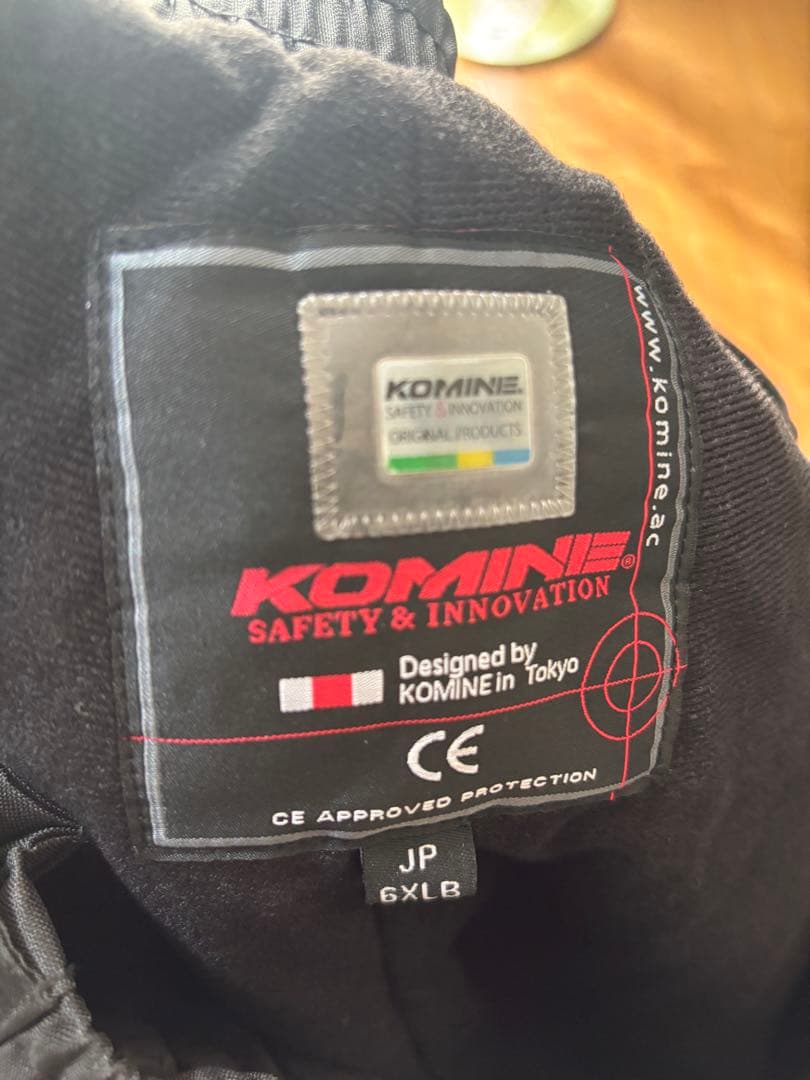 KOMINE.
SAFETY & INNOVATION
ORIGINAL PRODUCTS
www.komine.ac
KOMINE®
SAFETY & INNOVATION
Designed by
KOMINE in Tokyo
CE
CE APPROVED PROTECTION
JP
6XLB